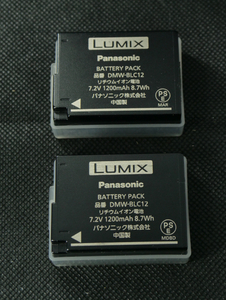 LUMIX
Panasonic
BATTERY PACK
品番 DMW-BLC12
リチウムイオン電池
7.2V 1200mAh 8.7Wh
パナソニック株式会社
中国製
PS
E
MAR
LUMIX
Panasonic
BATTERY PACK
品番 DMW-BLC12
リチウムイオン電池
7.2V 1200mAh 8.7Wh
パナソニック株式会社
中国製
PS
E
MDBD